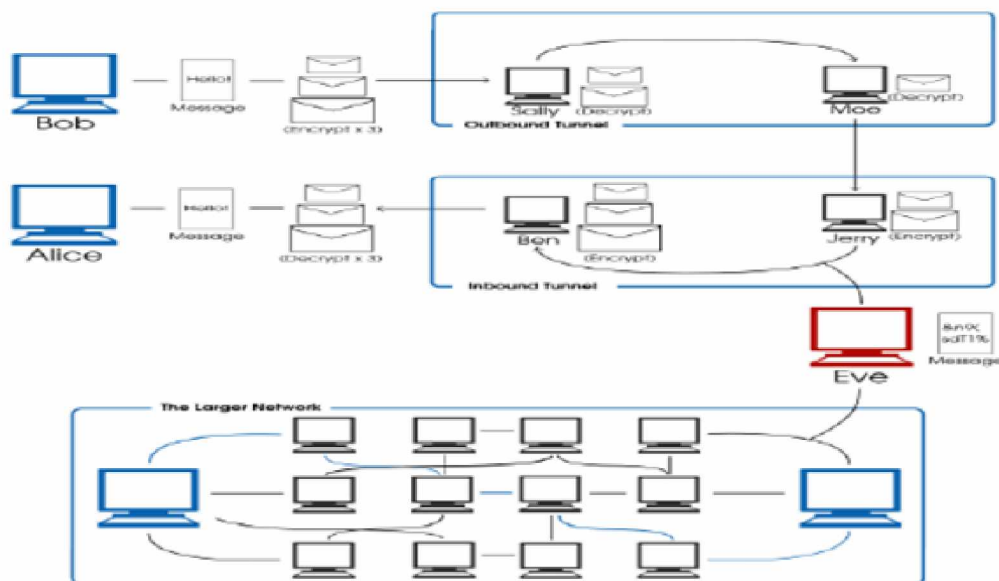 Hello!
Message
Bob
(Encrypt x 3)
Sally
(Decrypt)
Moe
(Decrypt)
Outbound Tunnel
Hello!
Message
Alice
(Decrypt x 3)
Ben
(Encrypt)
Jerry
(Encrypt)
Inbound Tunnel
Message
Eve
The Larger Network